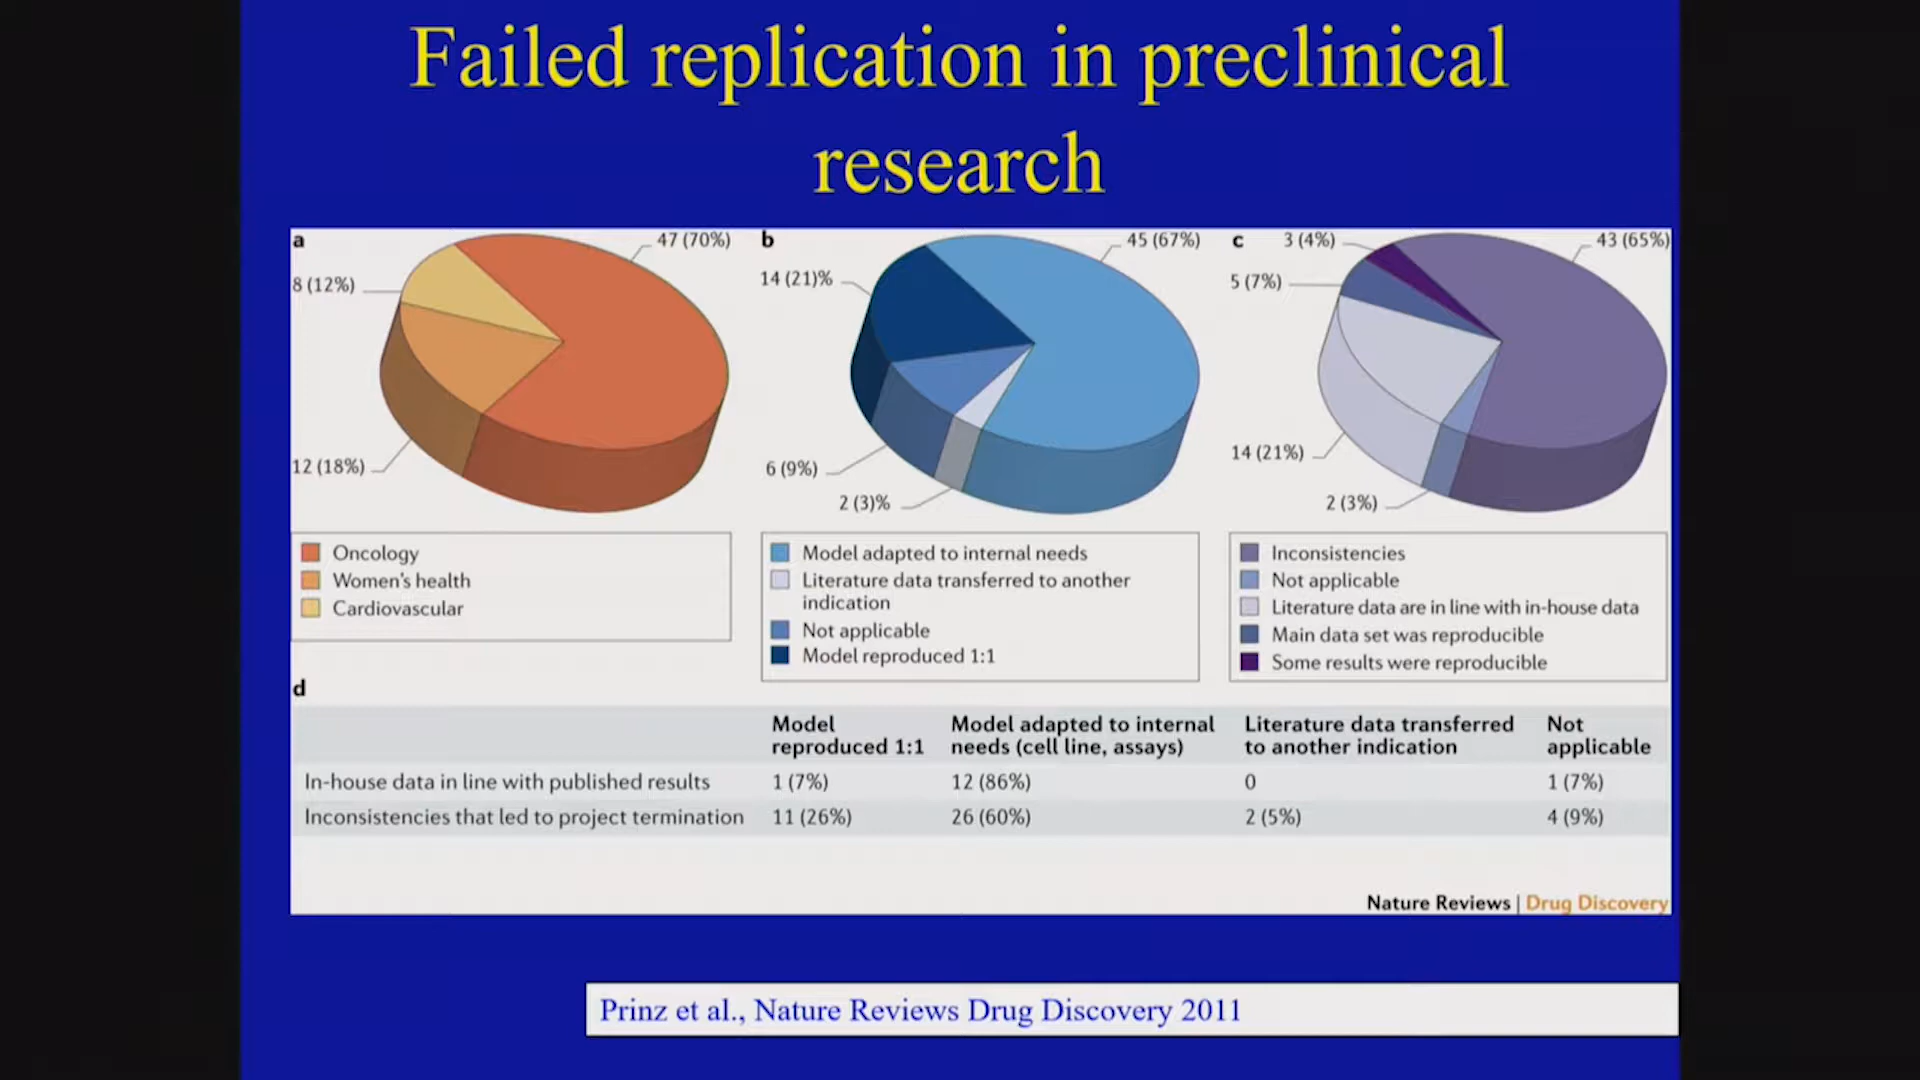 Failed replication in preclinical
research
a
47 (70%)
8 (12%)
12 (18%)
Oncology
Women's health
Cardiovascular
b
45 (67%)
14 (21)%
6 (9%)
2 (3)%
Model adapted to internal needs
Literature data transferred to another
indication
Not applicable
Model reproduced 1:1
c
3 (4%)
43 (65%)
5 (7%)
14 (21%)
2 (3%)
Inconsistencies
Not applicable
Literature data are in line with in-house data
Main data set was reproducible
Some results were reproducible
d
Model reproduced 1:1
Model adapted to internal needs (cell line, assays)
Literature data transferred to another indication
Not applicable
In-house data in line with published results 1 (7%) 12 (86%) 0 1 (7%)
Inconsistencies that led to project termination 11 (26%) 26 (60%) 2 (5%) 4 (9%)
Nature Reviews | Drug Discovery
Prinz et al., Nature Reviews Drug Discovery 2011